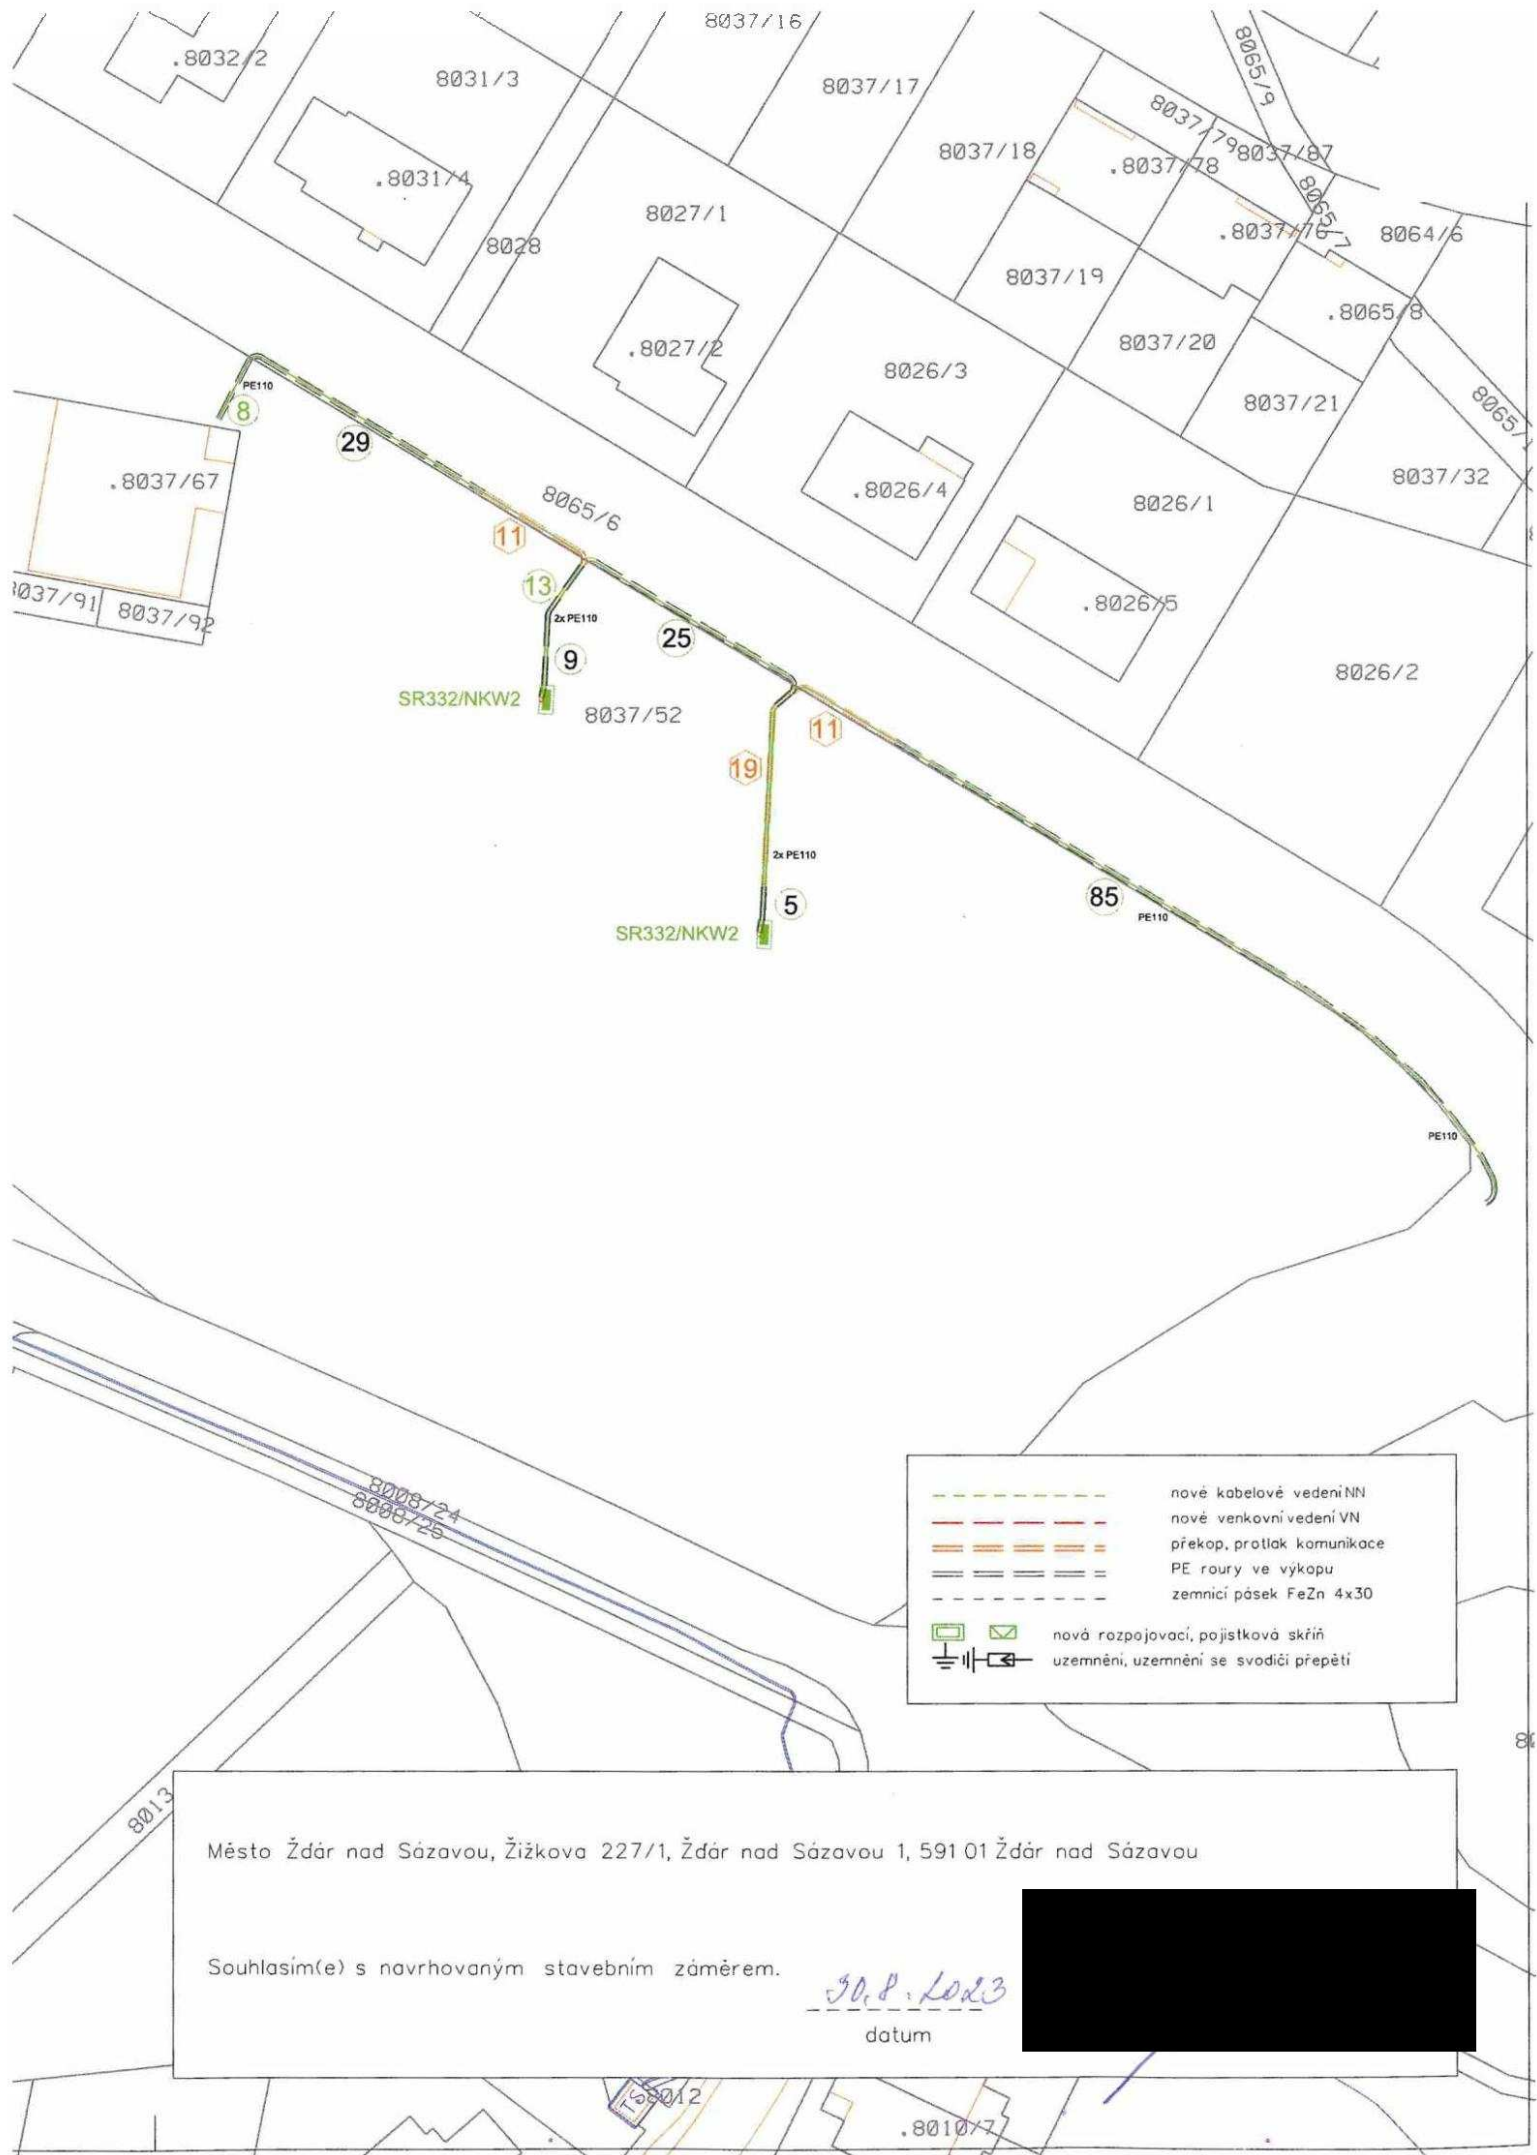 8037/16
.8032/2
8031/3
8037/17
8065/9
8037/79
8037/18
.8037/78
8037/87
.8031/4
8065/7
8027/1
.8037/76
8064/6
8028
8037/19
.8065/8
8037/20
.8027/2
8026/3
PE110
8
8037/21
8065/
29
.8037/67
8065/6
.8026/4
8037/32
8026/1
11
13
8037/91
8037/92
2x PE110
25
.8026/5
9
8026/2
SR332/NKW2
8037/52
11
19
2x PE110
5
85
PE110
SR332/NKW2
PE110
8008/24
8008/25
nové kabelové vedení NN
nové venkovní vedení VN
překop, protlak komunikace
PE roury ve výkopu
zemnicí pásek FeZn 4x30
nová rozpojovací, pojistková skříň
uzemnění, uzemnění se svodiči přepětí
8013
Město Žďár nad Sázavou, Žižkova 227/1, Žďár nad Sázavou 1, 591 01 Žďár nad Sázavou
Souhlasím(e) s navrhovaným stavebním záměrem.
30.8.2023
datum
TS
8012
.8010/7